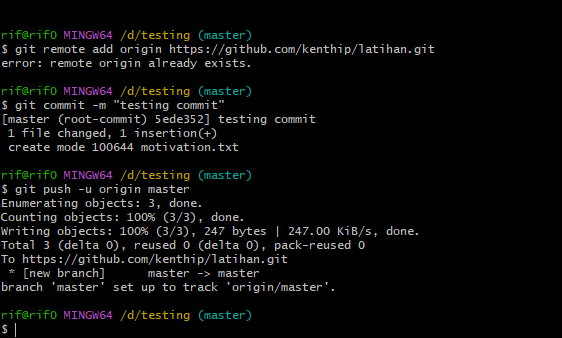 rif@rifO MINGW64 /d/testing (master)
$ git remote add origin https://github.com/kenthip/latihan.git
error: remote origin already exists.
rif@rifO MINGW64 /d/testing (master)
$ git commit -m "testing commit"
[master (root-commit) 5ede352] testing commit
 1 file changed, 1 insertion(+)
 create mode 100644 motivation.txt
rif@rifO MINGW64 /d/testing (master)
$ git push -u origin master
Enumerating objects: 3, done.
Counting objects: 100% (3/3), done.
Writing objects: 100% (3/3), 247 bytes | 247.00 KiB/s, done.
Total 3 (delta 0), reused 0 (delta 0), pack-reused 0
To https://github.com/kenthip/latihan.git
 * [new branch]      master -> master
branch 'master' set up to track 'origin/master'.
rif@rifO MINGW64 /d/testing (master)
$